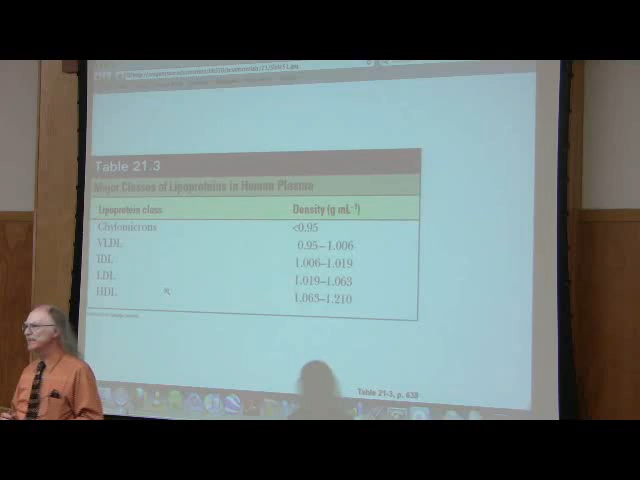 Table 21.3
Major Classes of Lipoproteins in Human Plasma
Lipoprotein class Density (g mL⁻¹)
Chylomicrons <0.95
VLDL 0.95–1.006
IDL 1.006–1.019
LDL 1.019–1.063
HDL 1.063–1.210
Table 21-3, p. 638